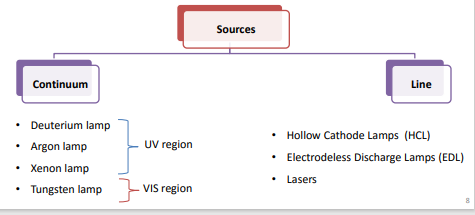 Sources
Continuum
Line
• Deuterium lamp
• Argon lamp
• Xenon lamp
• Tungsten lamp
UV region
VIS region
• Hollow Cathode Lamps (HCL)
• Electrodeless Discharge Lamps (EDL)
• Lasers
8